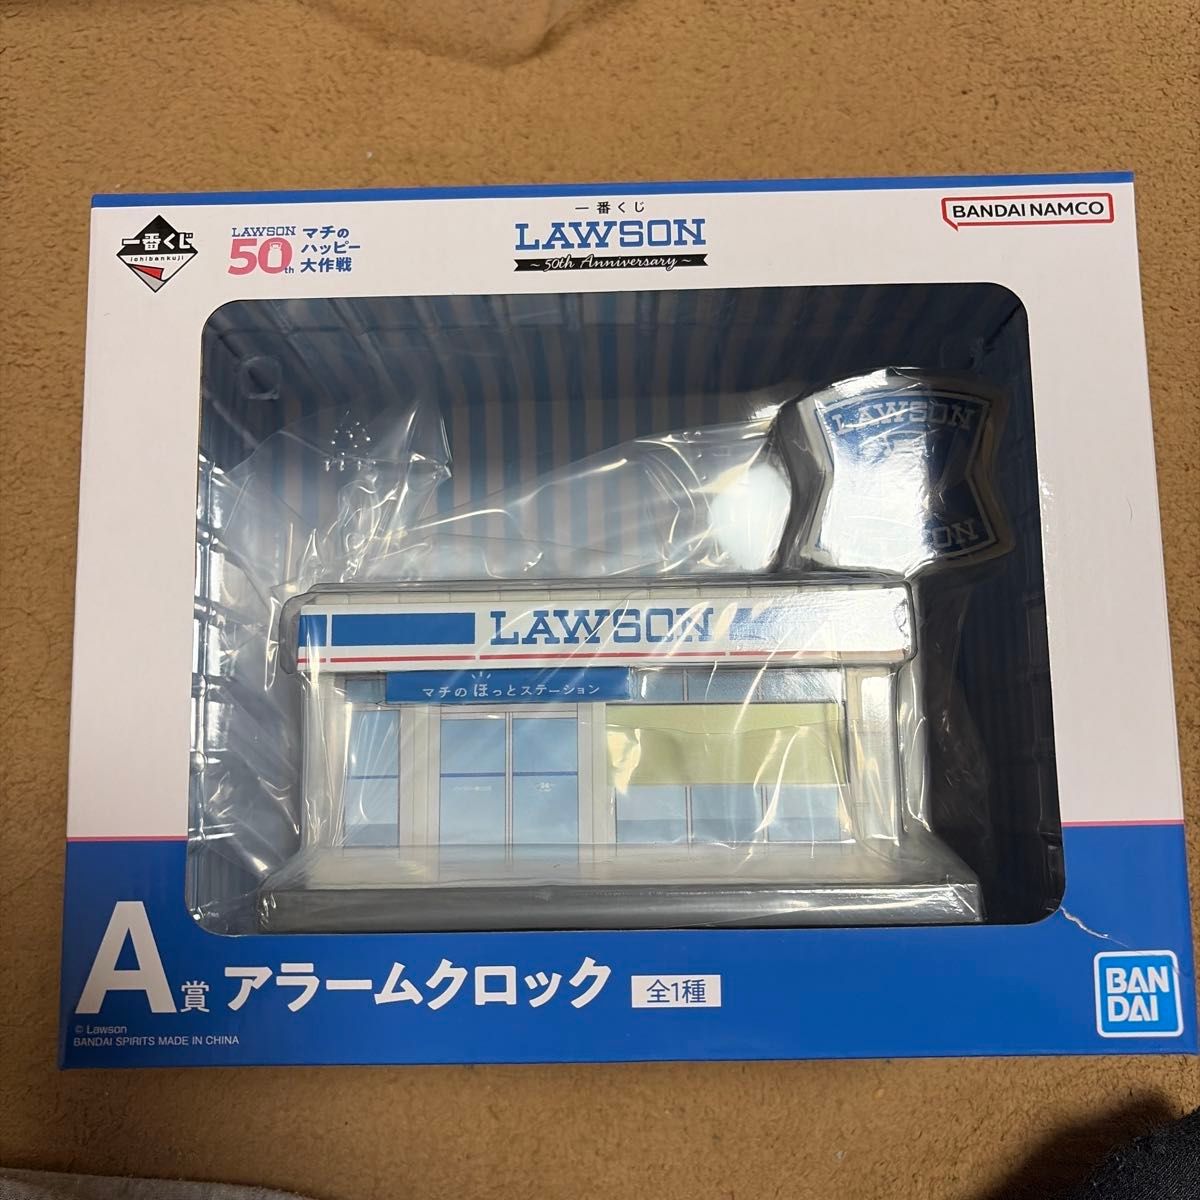 一番くじ
ichibankuji
LAWSON
50th
マチの
ハッピー
大作戦
一番くじ
LAWSON
~50th Anniversary~
BANDAI NAMCO
LAWSON
LAWSON
マチの ほっとステーション
A賞 アラームクロック 全1種
© Lawson
BANDAI SPIRITS MADE IN CHINA
BAN
DAI